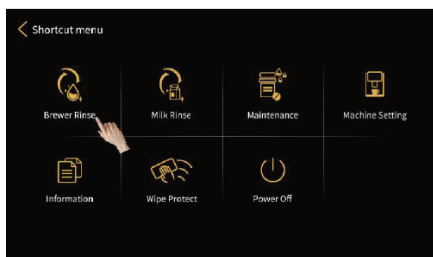 Shortcut menu
Brewer Rinse
Milk Rinse
Maintenance
Machine Setting
Information
Wipe Protect
Power Off